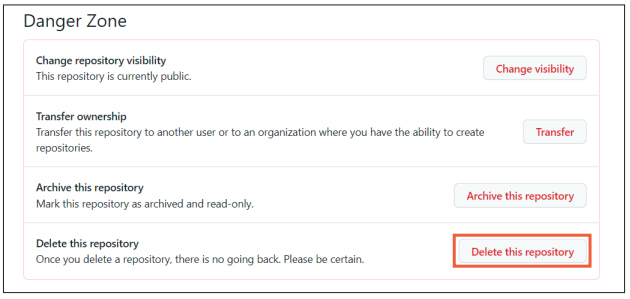 Danger Zone
Change repository visibility
This repository is currently public.
Change visibility
Transfer ownership
Transfer this repository to another user or to an organization where you have the ability to create
repositories.
Transfer
Archive this repository
Mark this repository as archived and read-only.
Archive this repository
Delete this repository
Once you delete a repository, there is no going back. Please be certain.
Delete this repository